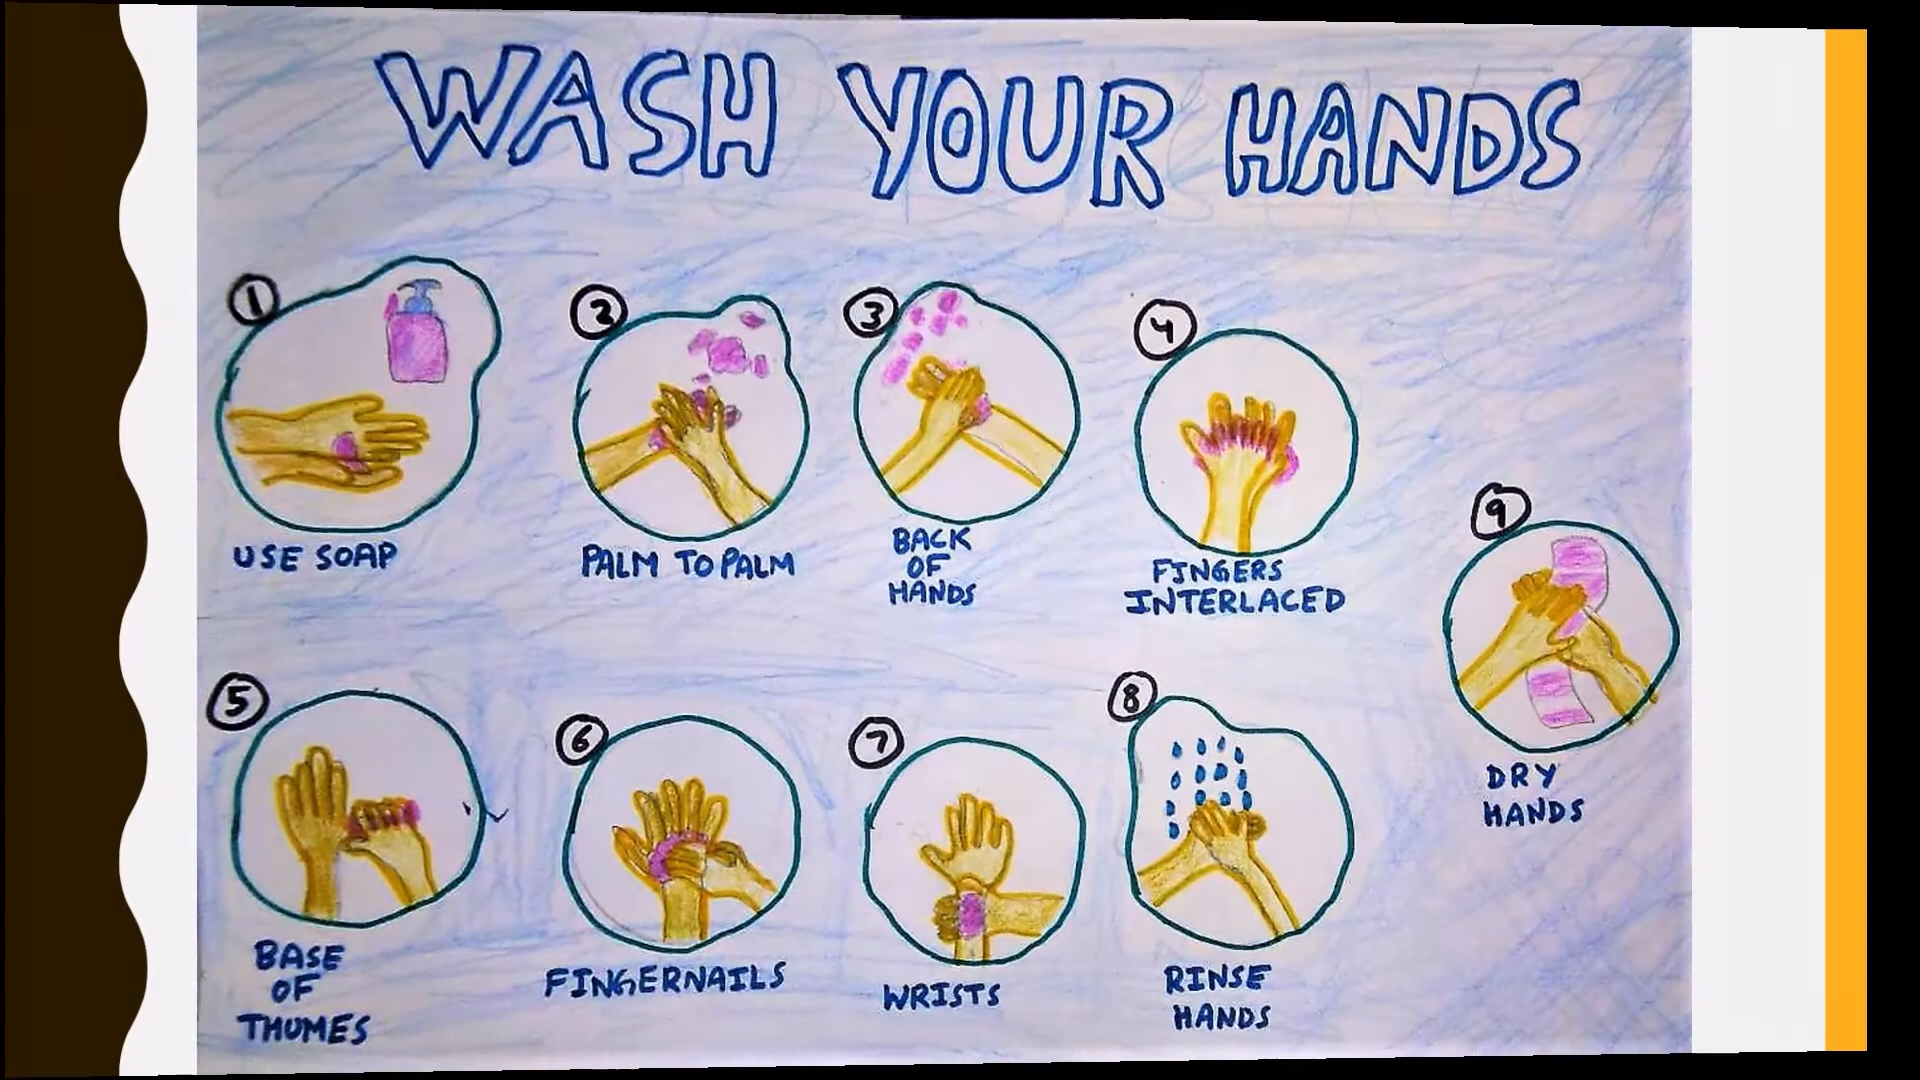 WASH YOUR HANDS
1
USE SOAP
2
PALM TO PALM
3
BACK
OF
HANDS
4
FINGERS
INTERLACED
5
BASE
OF
THUMES
6
FINGERNAILS
7
WRISTS
8
RINSE
HANDS
9
DRY
HANDS